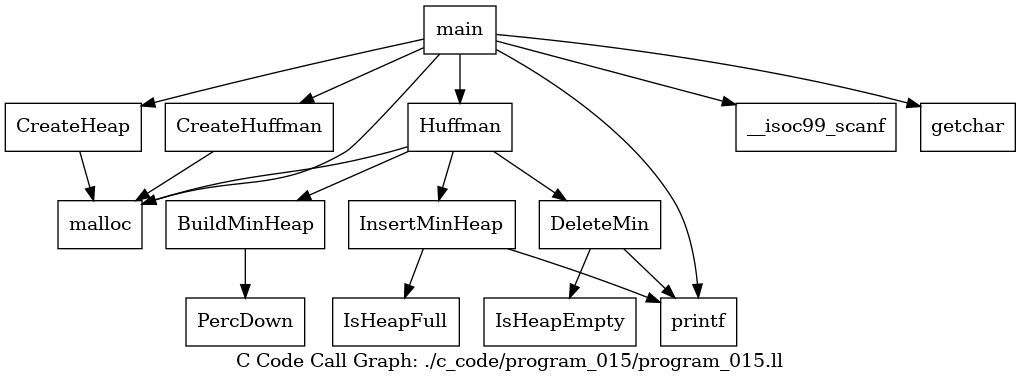 main
CreateHeap
CreateHuffman
Huffman
__isoc99_scanf
getchar
malloc
BuildMinHeap
InsertMinHeap
DeleteMin
PercDown
IsHeapFull
IsHeapEmpty
printf
C Code Call Graph: ./c_code/program_015/program_015.ll